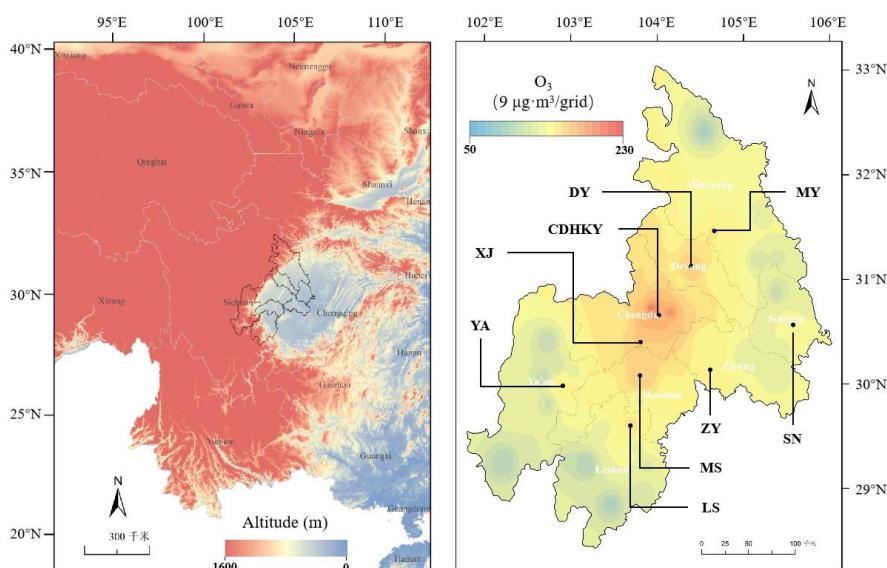 95°E 100°E 105°E 110°E
40°N
35°N
30°N
25°N
20°N
Xinjiang
Neimenggu
Gansu
Ningxia
Shanxi
Qinghai
Shaanxi
Henan
Hubei
Xizang
Sichuan
Chongqing
Hunan
Guizhou
Yunnan
Guangxi
Guangdong
Hainan
N
300 千米
Altitude (m)
1600 0
102°E 103°E 104°E 105°E 106°E
33°N
32°N
31°N
30°N
29°N
O₃
(9 μg·m³/grid)
50 230
N
DY
MY
CDHKY
XJ
YA
ZY
SN
MS
LS
Mianyang
Deyang
Chengdu
Suining
Ziyang
Ya'an
Meishan
Leshan
0 25 50 100 千米